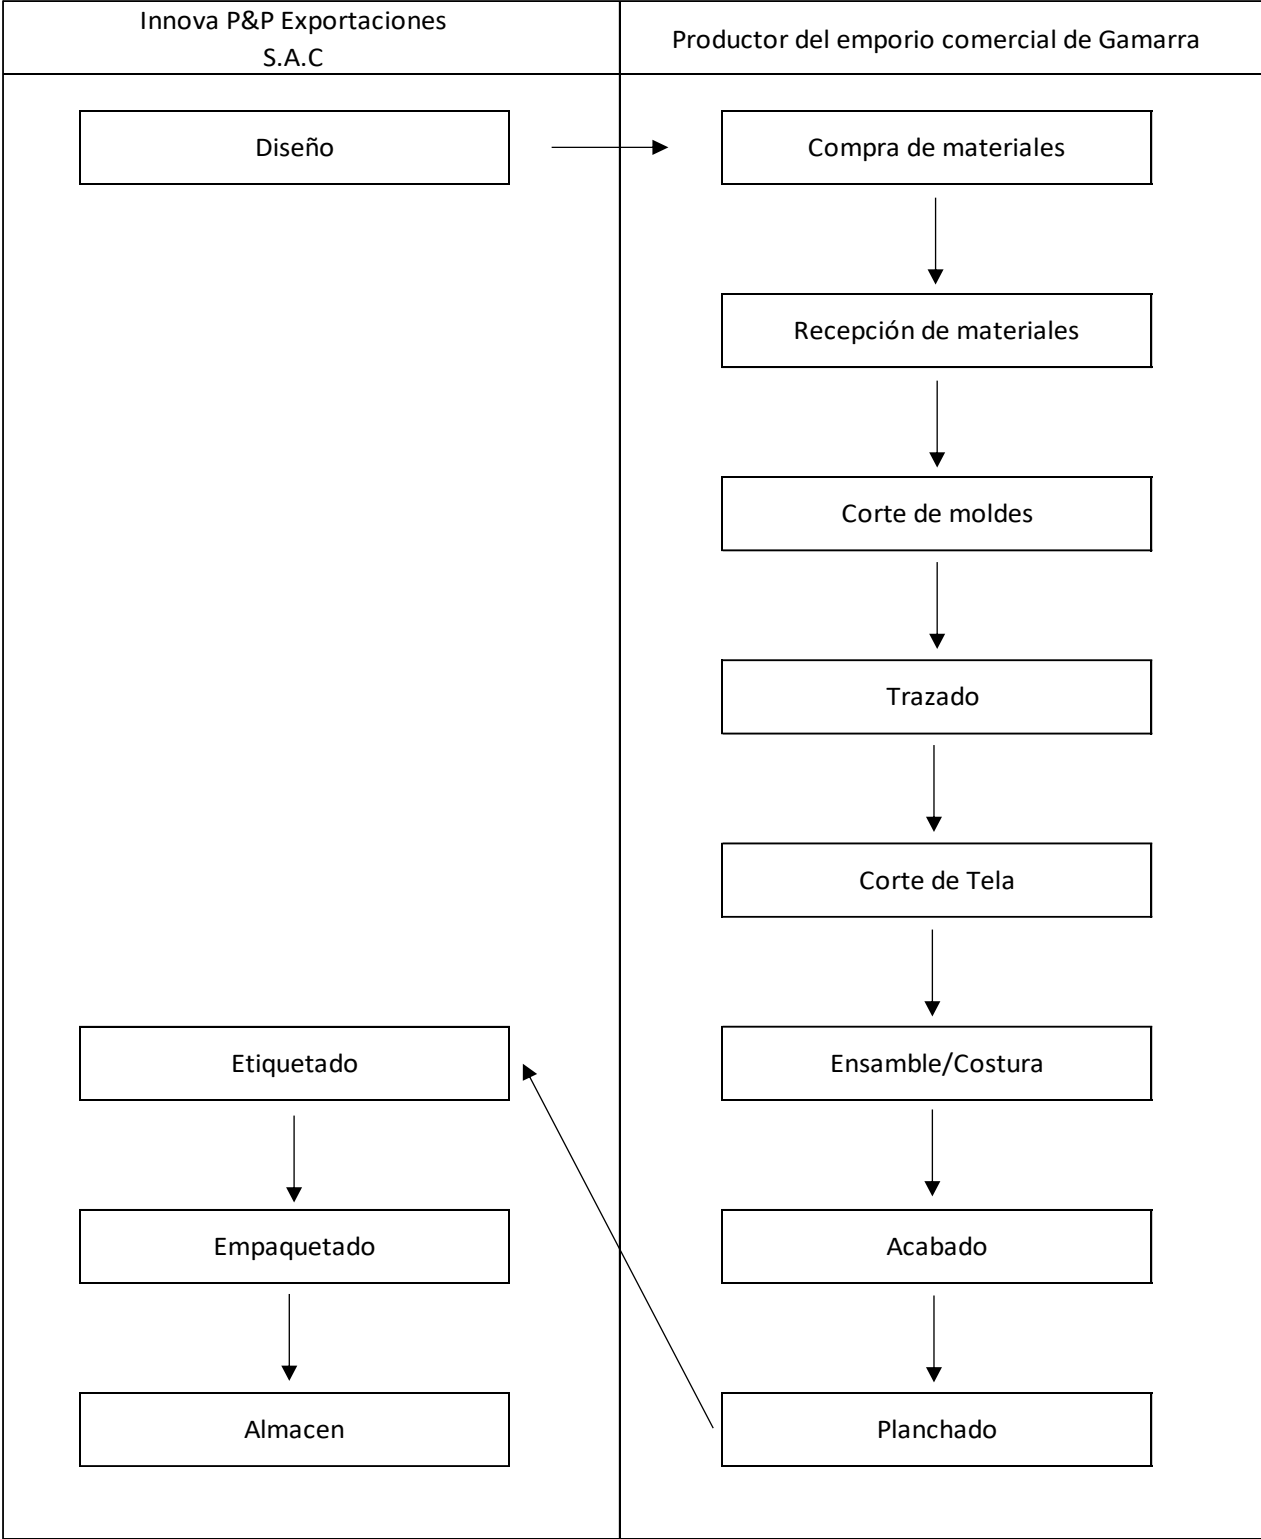 Innova P&P Exportaciones
S.A.C
Productor del emporio comercial de Gamarra
Diseño
Compra de materiales
Recepción de materiales
Corte de moldes
Trazado
Corte de Tela
Etiquetado
Ensamble/Costura
Empaquetado
Acabado
Almacen
Planchado